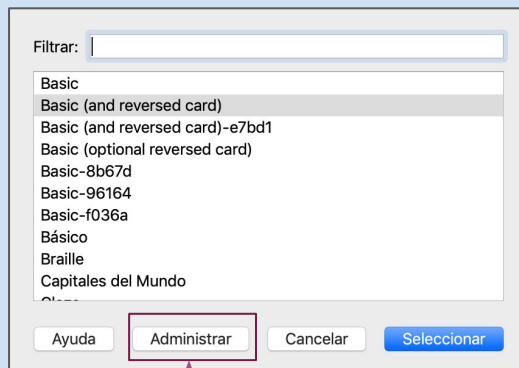 Filtrar:
Basic
Basic (and reversed card)
Basic (and reversed card)-e7bd1
Basic (optional reversed card)
Basic-8b67d
Basic-96164
Basic-f036a
Básico
Braille
Capitales del Mundo
Ayuda
Administrar
Cancelar
Seleccionar